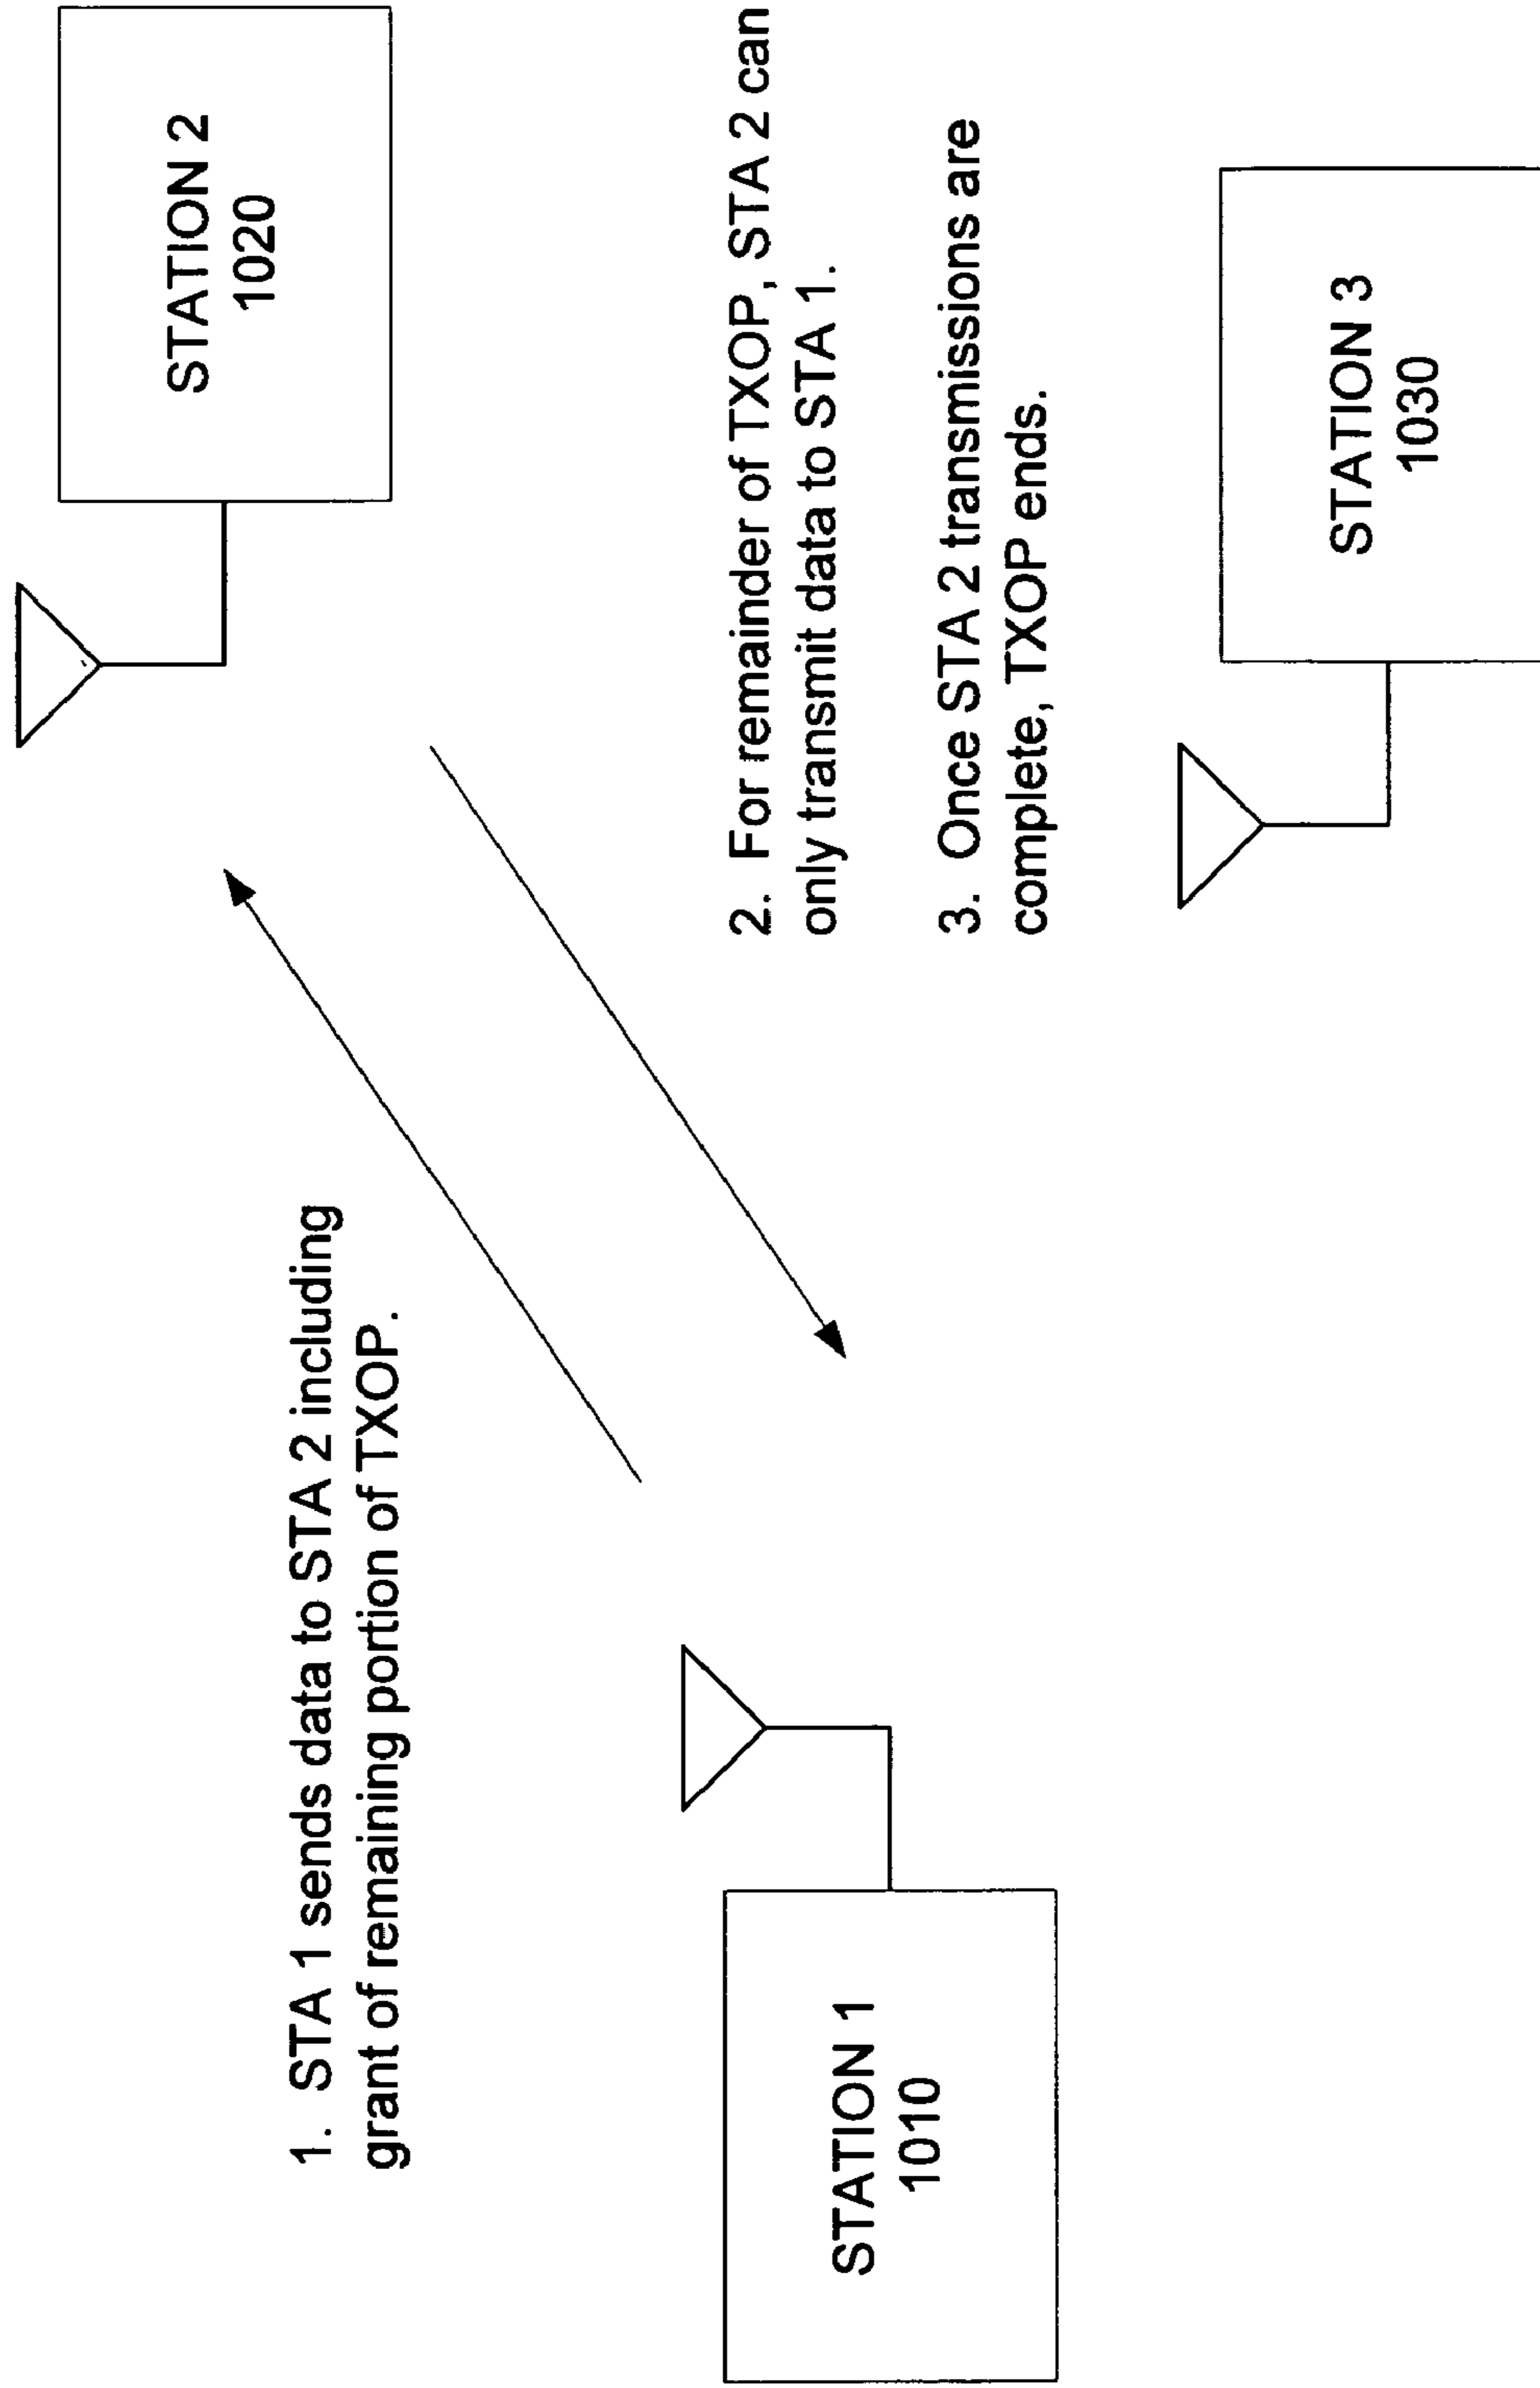 1. STA 1 sends data to STA 2 including
grant of remaining portion of TXOP.
STATION 2
1020
STATION 1
1010
2. For remainder of TXOP, STA 2 can
only transmit data to STA 1.
3. Once STA 2 transmissions are
complete, TXOP ends.
STATION 3
1030